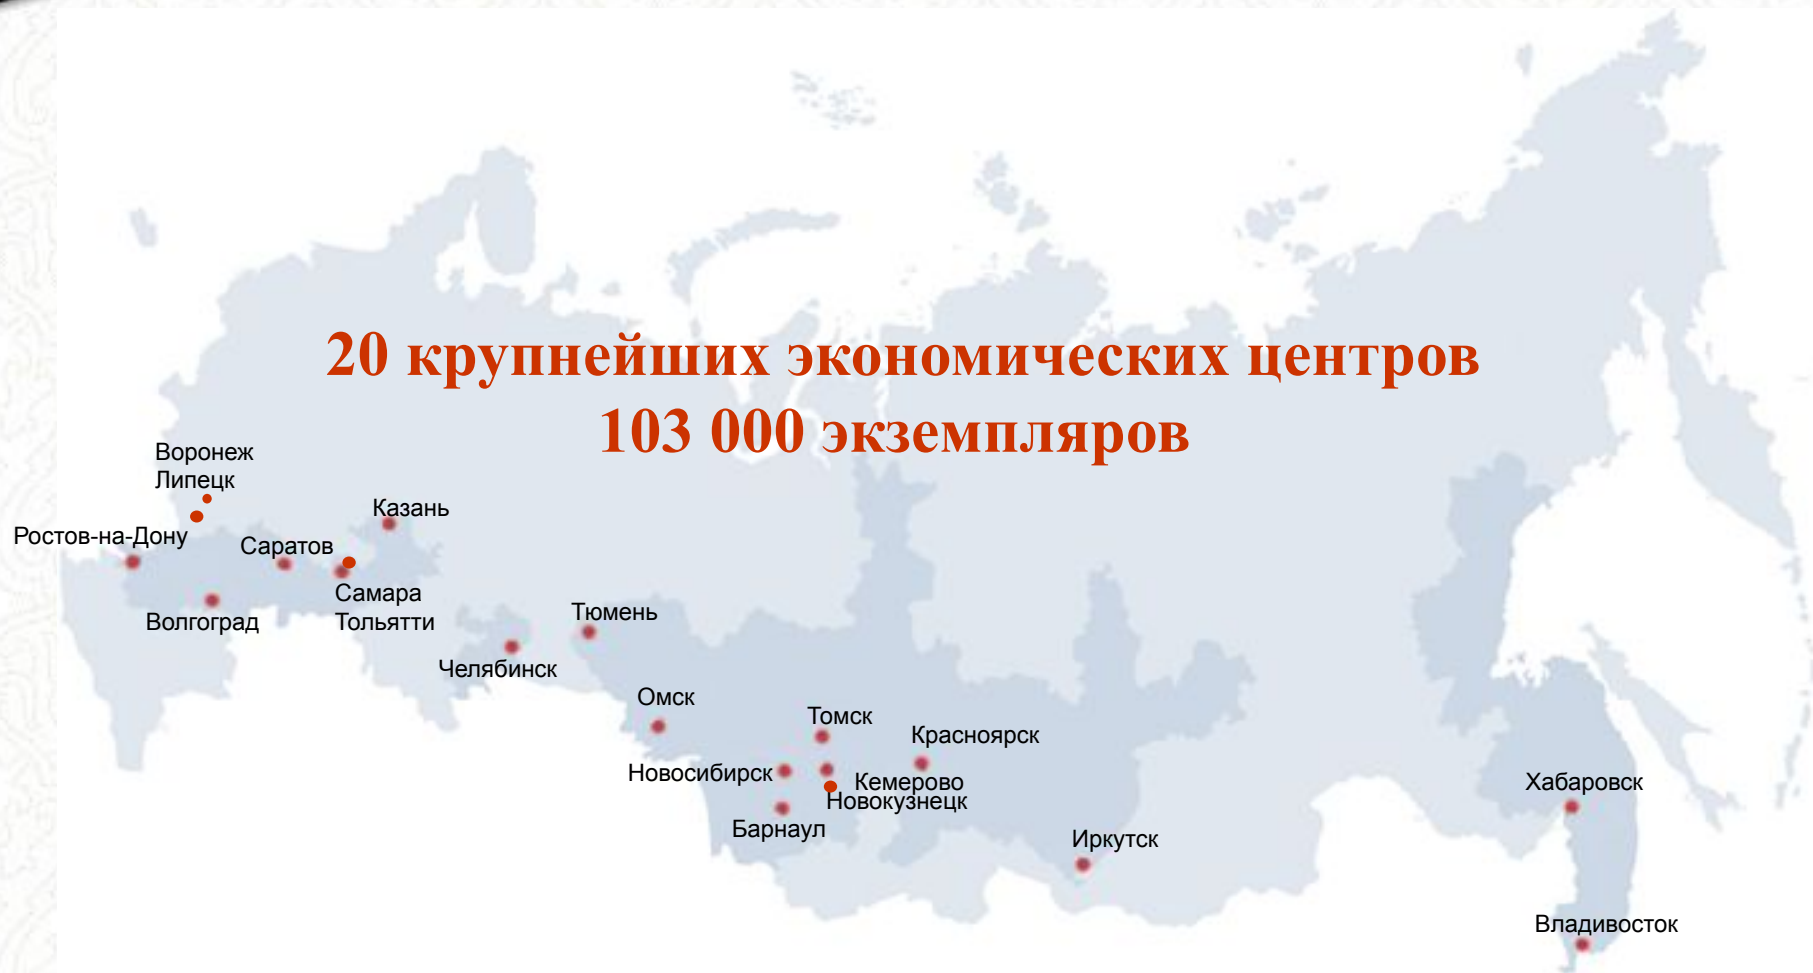 20 крупнейших экономических центров
103 000 экземпляров
Воронеж
Липецк
Казань
Ростов-на-Дону
Саратов
Самара
Тольятти
Волгоград
Тюмень
Челябинск
Омск
Томск
Красноярск
Новосибирск
Кемерово
Новокузнецк
Барнаул
Хабаровск
Иркутск
Владивосток